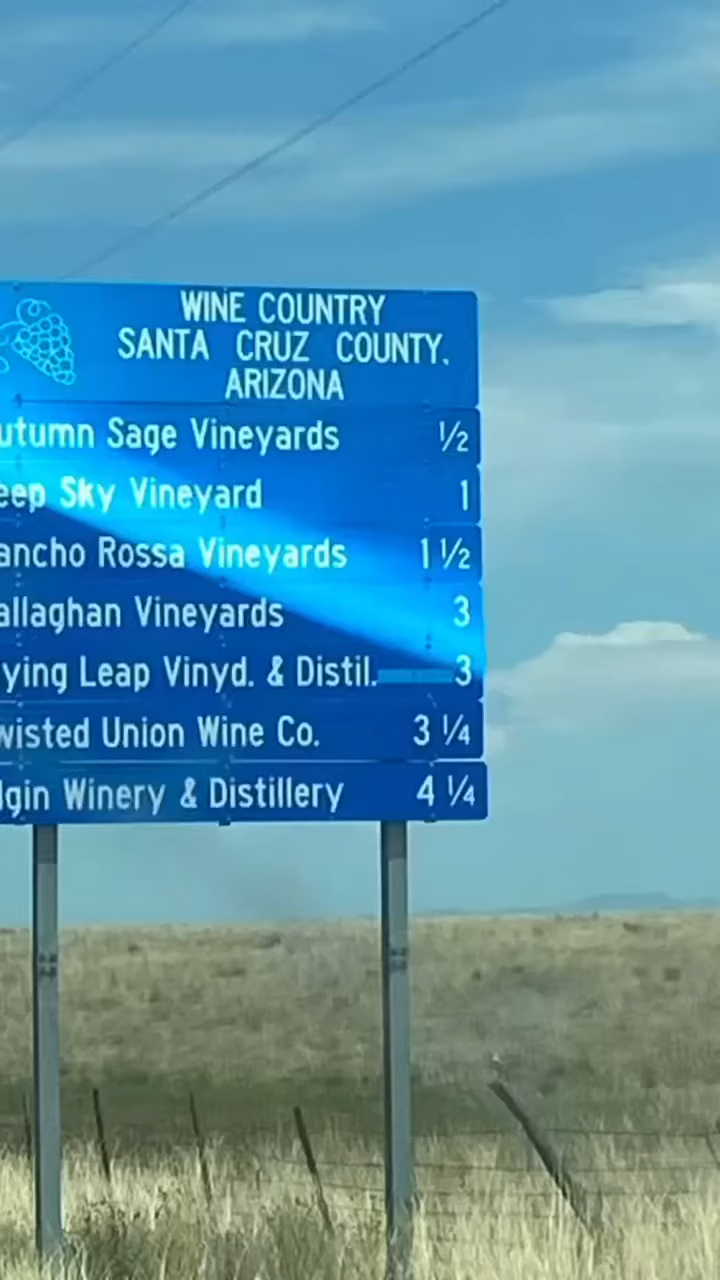 WINE COUNTRY
SANTA CRUZ COUNTY,
ARIZONA
utumn Sage Vineyards ½
eep Sky Vineyard 1
ancho Rossa Vineyards 1 ½
allaghan Vineyards 3
ying Leap Vinyd. & Distil. 3
wisted Union Wine Co. 3 ¼
lgin Winery & Distillery 4 ¼